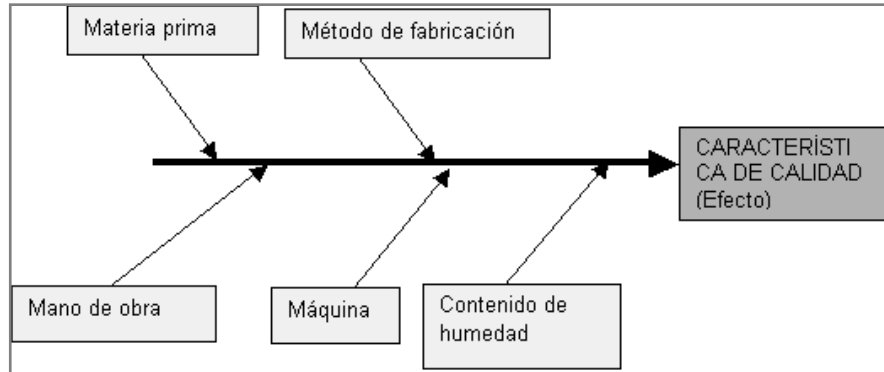 Materia prima
Método de fabricación
CARACTERÍSTI
CA DE CALIDAD
(Efecto)
Mano de obra
Máquina
Contenido de
humedad